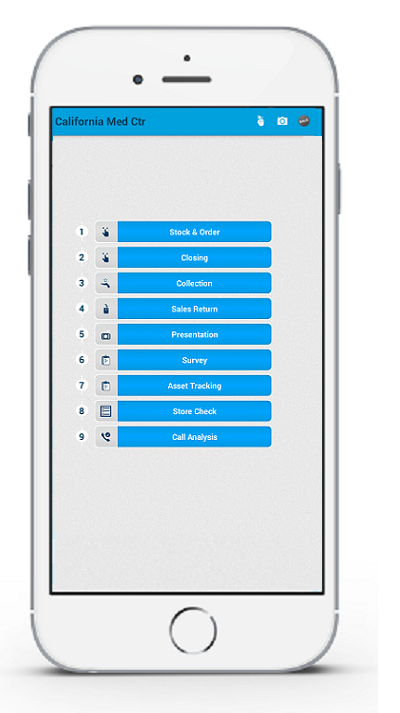 California Med Ctr
1 Stock & Order
2 Closing
3 Collection
4 Sales Return
5 Presentation
6 Survey
7 Asset Tracking
8 Store Check
9 Call Analysis